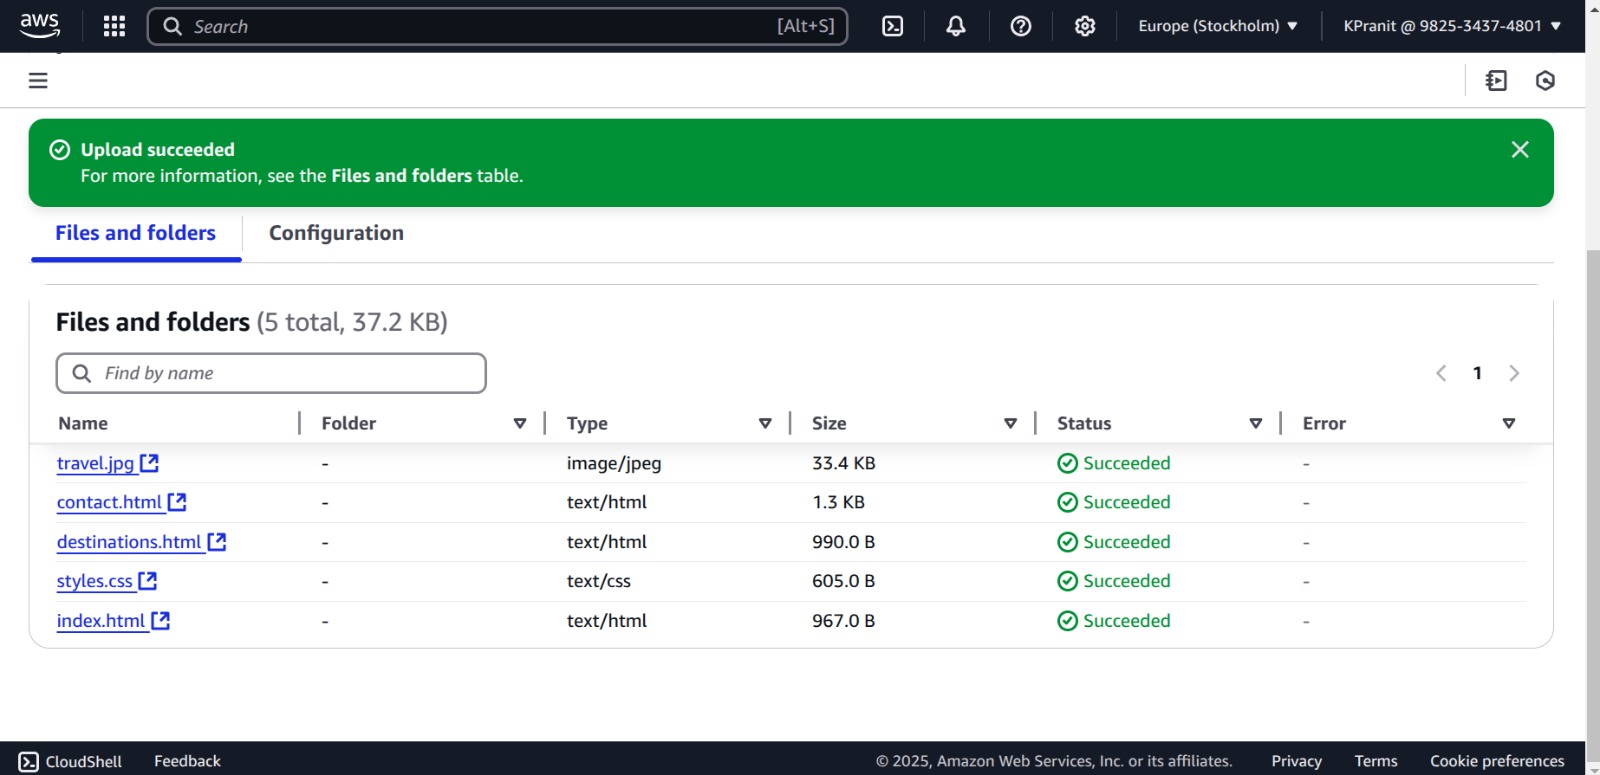 aws
Search [Alt+S] Europe (Stockholm) KPranit @ 9825-3437-4801
Upload succeeded
For more information, see the Files and folders table.
Files and folders Configuration
Files and folders (5 total, 37.2 KB)
Find by name
1
Name Folder Type Size Status Error
travel.jpg - image/jpeg 33.4 KB Succeeded -
contact.html - text/html 1.3 KB Succeeded -
destinations.html - text/html 990.0 B Succeeded -
styles.css - text/css 605.0 B Succeeded -
index.html - text/html 967.0 B Succeeded -
CloudShell Feedback © 2025, Amazon Web Services, Inc. or its affiliates. Privacy Terms Cookie preferences